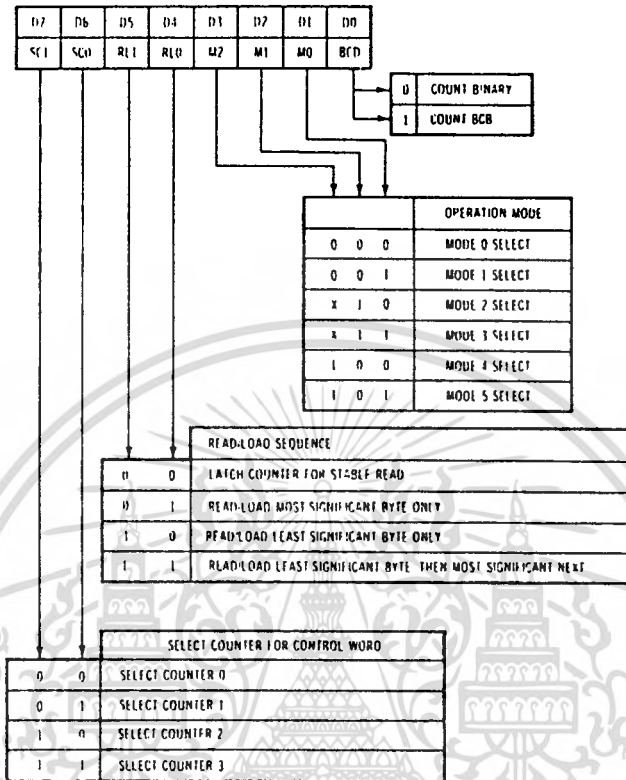 D7 D6 D5 D4 D3 D2 D1 D0
SC1 SC0 RL1 RL0 M2 M1 M0 BCD
0 COUNT BINARY
1 COUNT BCB
OPERATION MODE
0 0 0 MODE 0 SELECT
0 0 1 MODE 1 SELECT
X 1 0 MODE 2 SELECT
X 1 1 MODE 3 SELECT
1 0 0 MODE 4 SELECT
1 0 1 MODE 5 SELECT
READ/LOAD SEQUENCE
0 0 LATCH COUNTER FOR STABLE READ
0 1 READ/LOAD MOST SIGNIFICANT BYTE ONLY
1 0 READ/LOAD LEAST SIGNIFICANT BYTE ONLY
1 1 READ/LOAD LEAST SIGNIFICANT BYTE THEN MOST SIGNIFICANT NEXT
SELECT COUNTER FOR CONTROL WORD
0 0 SELECT COUNTER 0
0 1 SELECT COUNTER 1
1 0 SELECT COUNTER 2
1 1 SELECT COUNTER 3